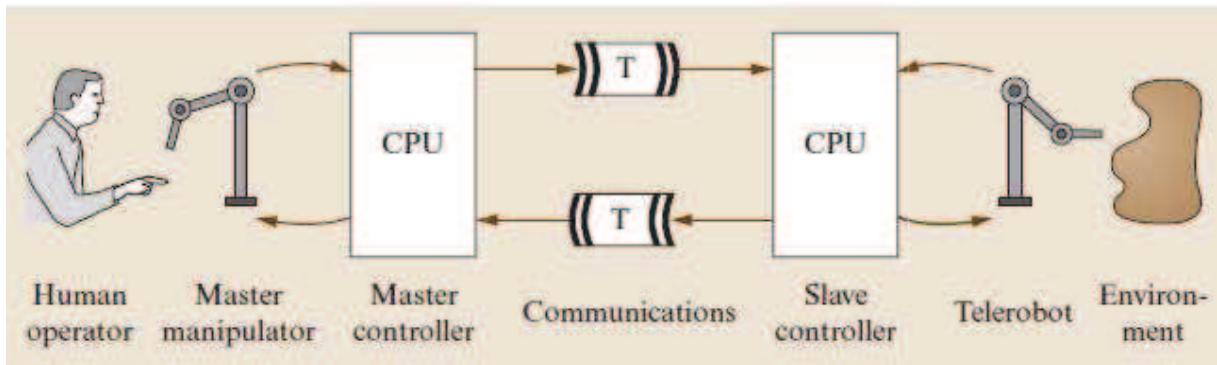 T
CPU
CPU
T
Human
operator
Master
manipulator
Master
controller
Communications
Slave
controller
Telerobot
Environ-
ment